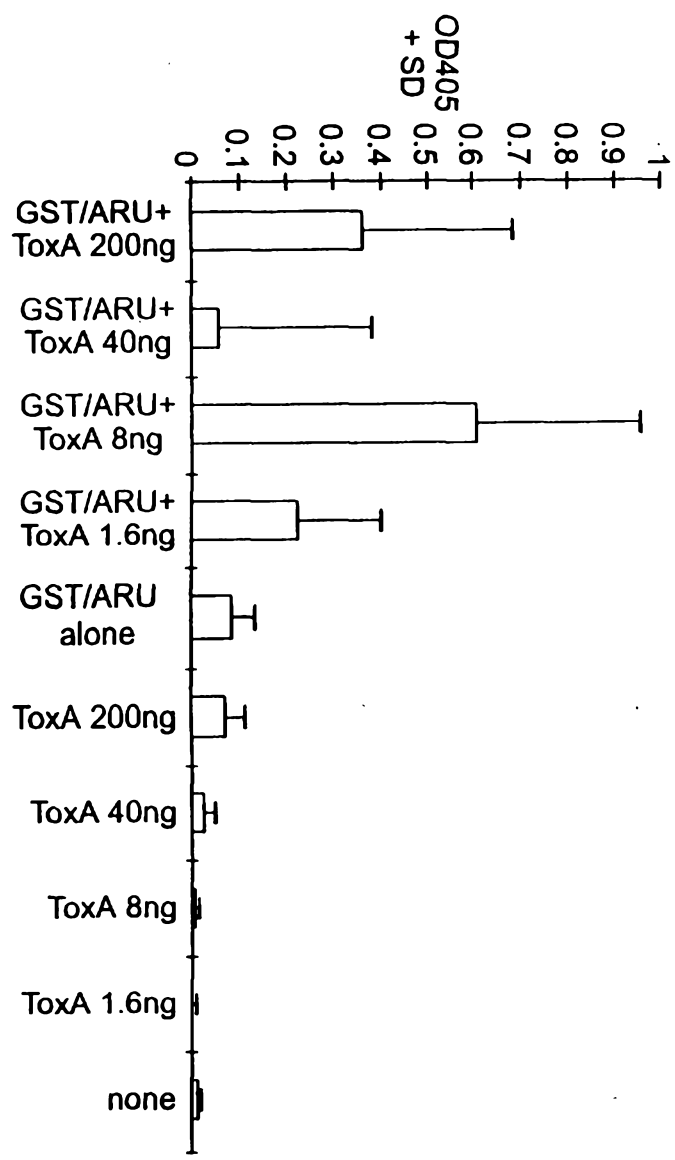 OD405
+ SD
0
0.1
0.2
0.3
0.4
0.5
0.6
0.7
0.8
0.9
1
GST/ARU+
ToxA 200ng
GST/ARU+
ToxA 40ng
GST/ARU+
ToxA 8ng
GST/ARU+
ToxA 1.6ng
GST/ARU
alone
ToxA 200ng
ToxA 40ng
ToxA 8ng
ToxA 1.6ng
none